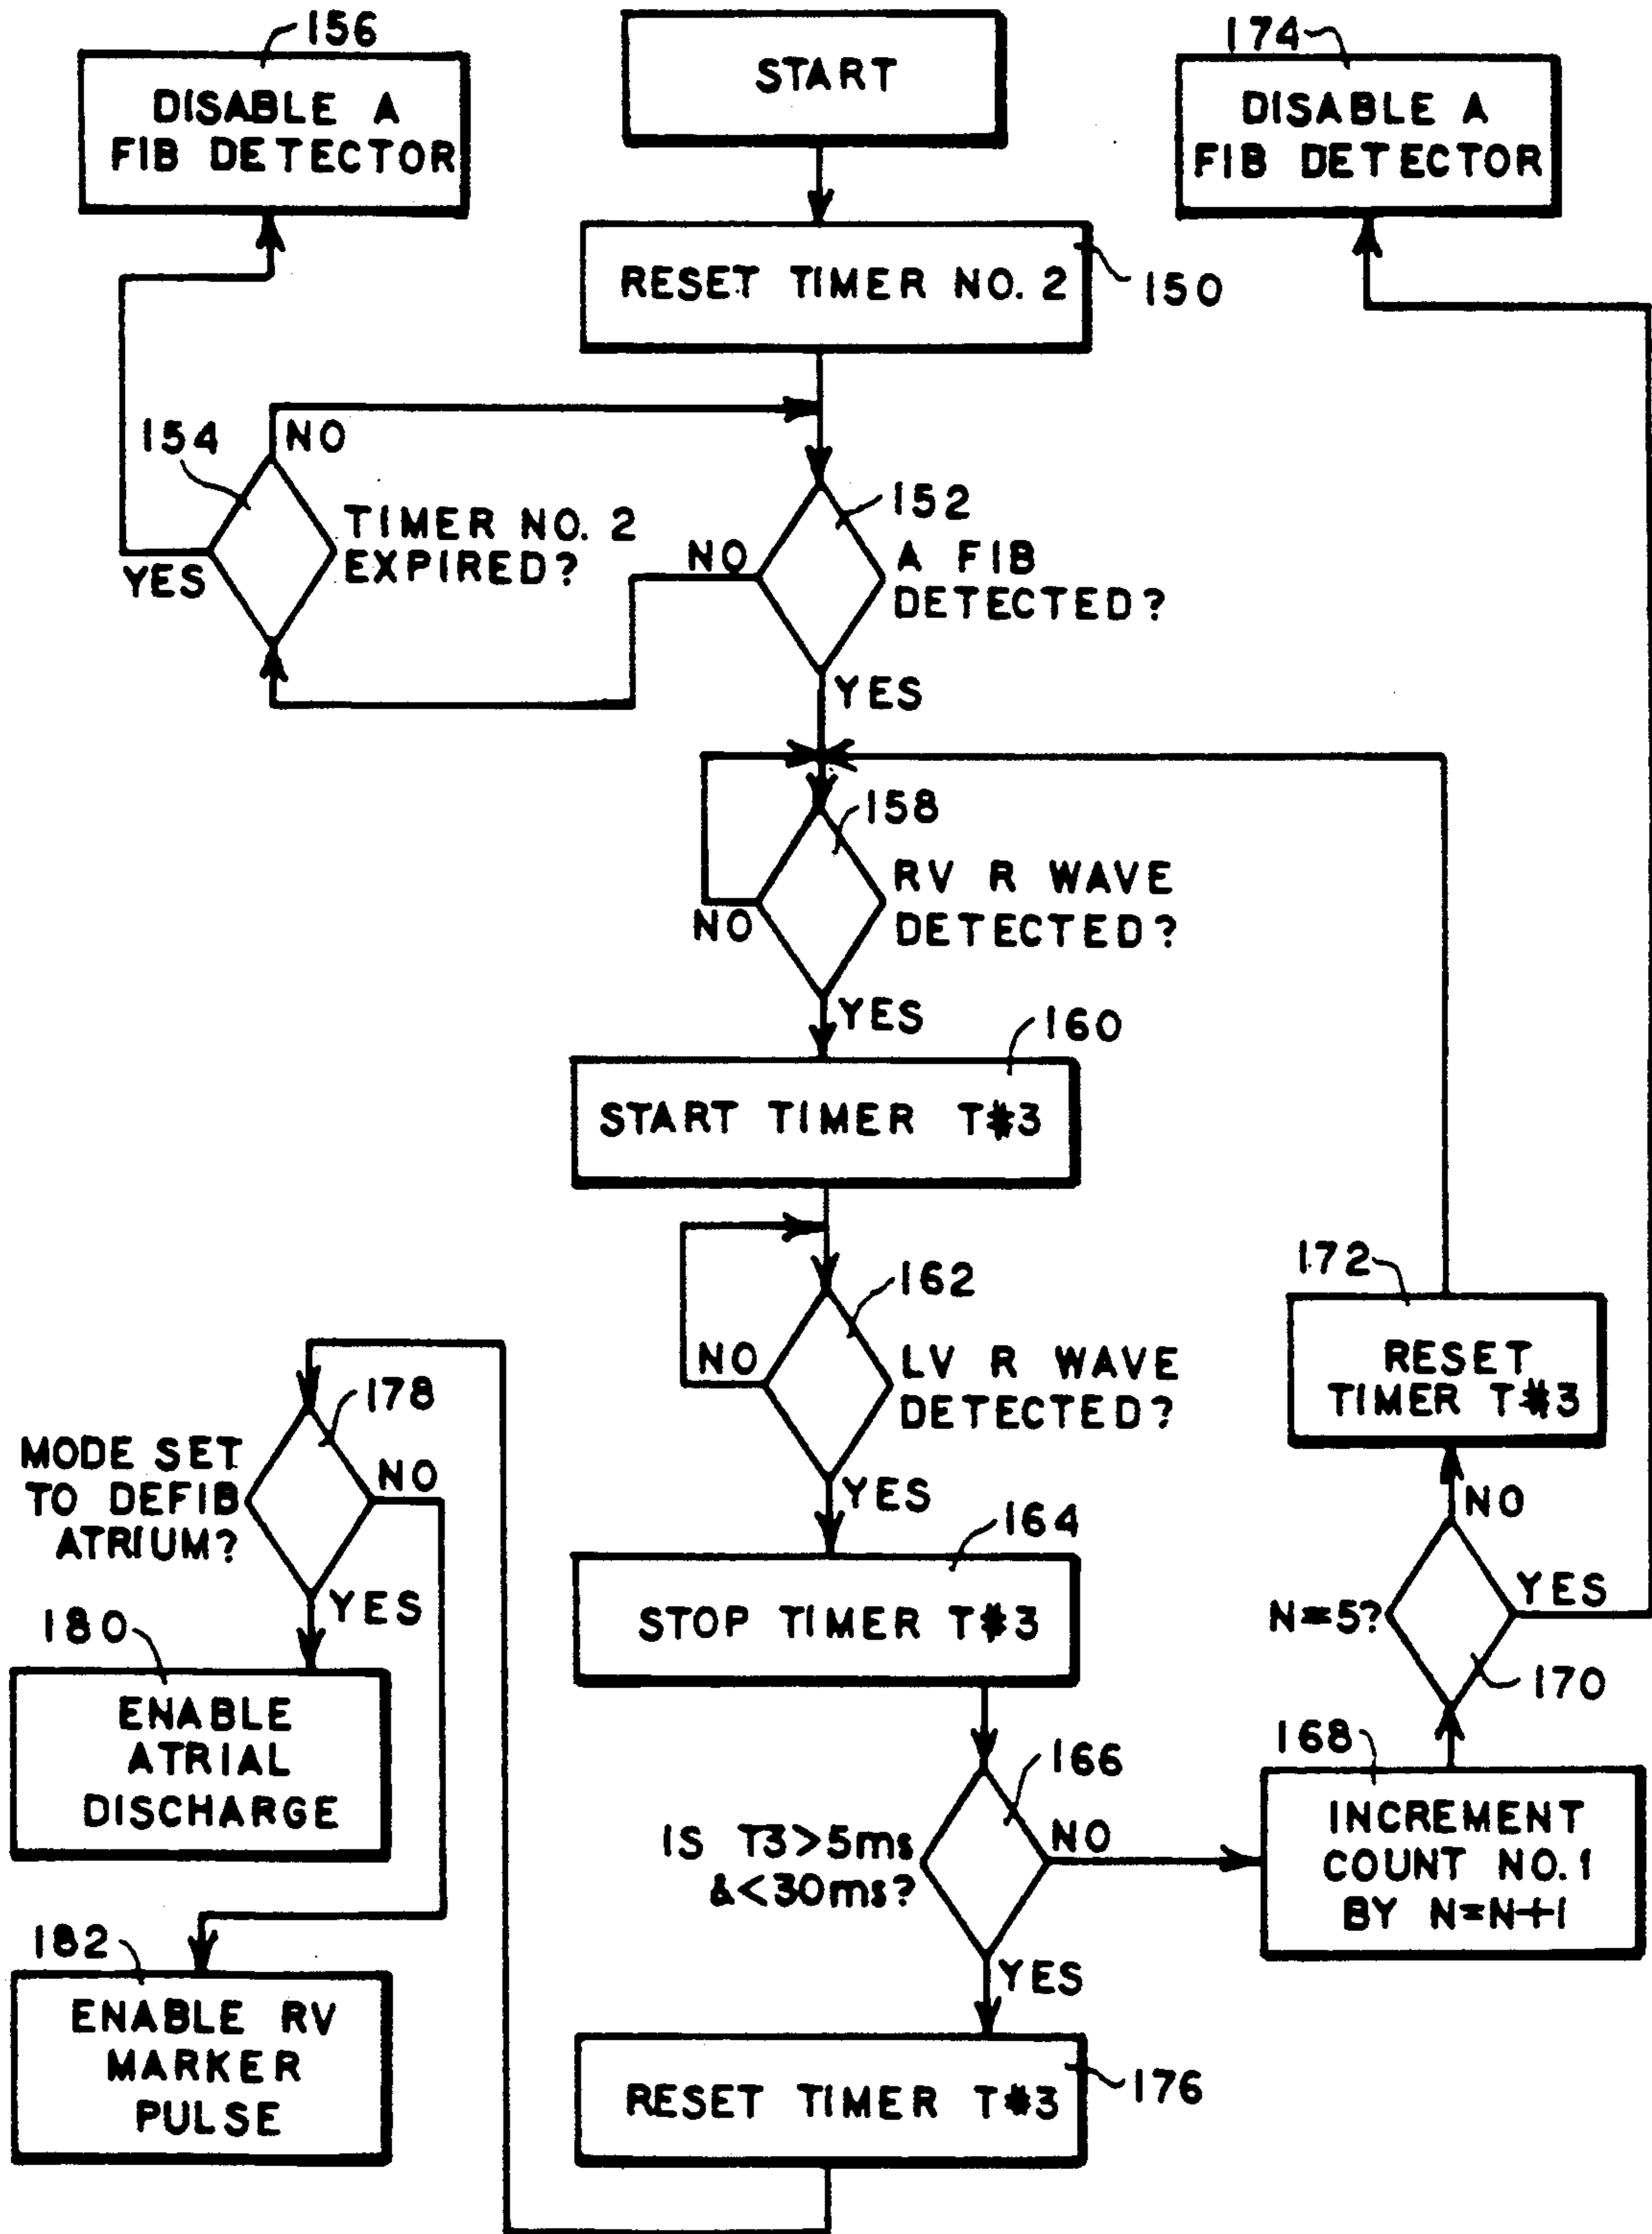 156
DISABLE A
FIB DETECTOR
START
174
DISABLE A
FIB DETECTOR
RESET TIMER NO. 2
150
154
NO
TIMER NO. 2
EXPIRED?
YES
152
NO
A FIB
DETECTED?
YES
158
RV R WAVE
DETECTED?
NO
YES
160
START TIMER T#3
162
NO
LV R WAVE
DETECTED?
YES
172
RESET
TIMER T#3
178
MODE SET
TO DEFIB
ATRIUM?
NO
YES
164
STOP TIMER T#3
NO
N=5?
YES
170
180
ENABLE
ATRIAL
DISCHARGE
166
IS T3>5ms
&<30ms?
NO
YES
168
INCREMENT
COUNT NO. 1
BY N=N+1
182
ENABLE RV
MARKER
PULSE
RESET TIMER T#3
176